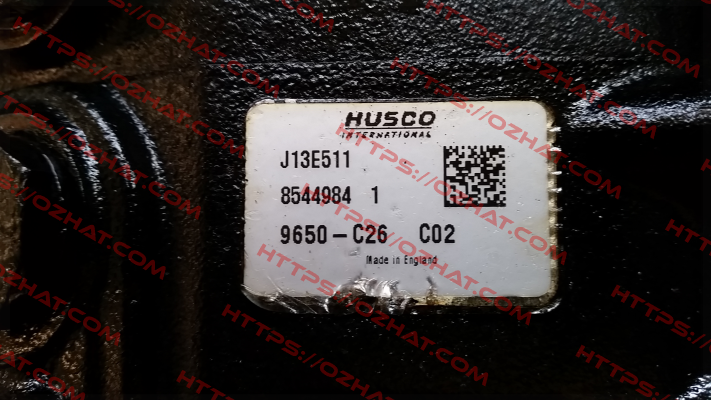 HUSCO
INTERNATIONAL
J13E511
8544984 1
9650-C26 C02
Made in England
HTTPS://OZHAT.COM